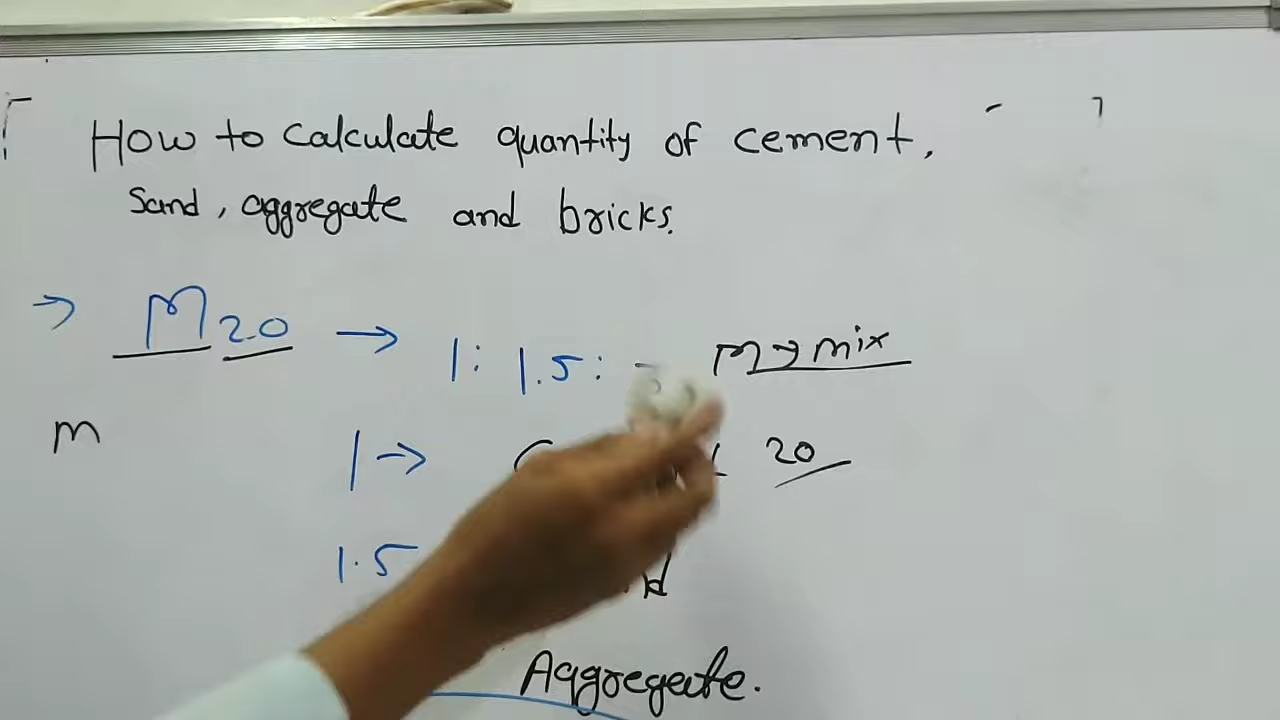 How to calculate quantity of cement,
Sand, aggregate and bricks.
→ M20 → 1: 1.5:
M → mix
M
1 →
20
1.5
Aggregate.